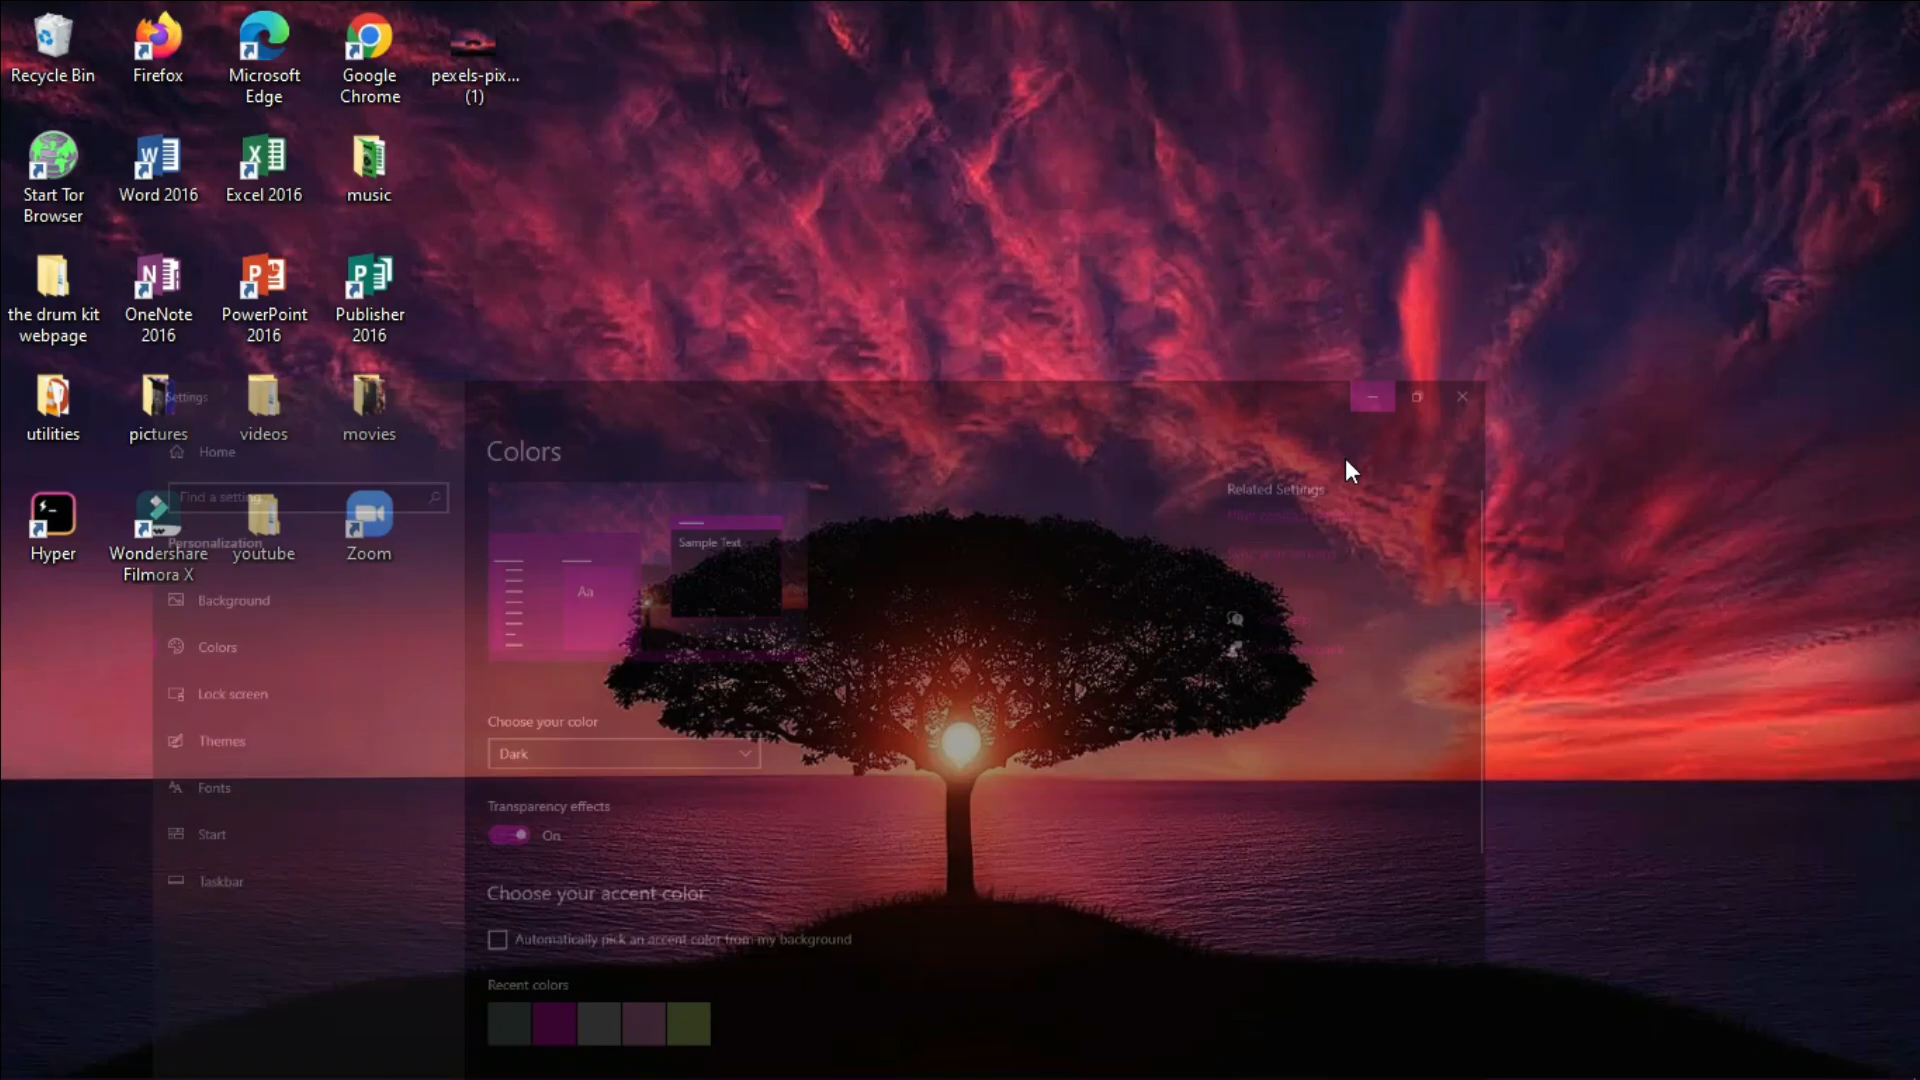 Recycle Bin
Firefox
Microsoft
Edge
Google
Chrome
pexels-pix...
(1)
Start Tor
Browser
Word 2016
Excel 2016
music
the drum kit
webpage
OneNote
2016
PowerPoint
2016
Publisher
2016
utilities
pictures
videos
movies
Hyper
Wondershare
Filmora X
youtube
Zoom
Settings
Home
Find a setting
Personalization
Background
Colors
Lock screen
Themes
Fonts
Start
Taskbar
Colors
Sample Text
Aa
Choose your color
Dark
Transparency effects
On
Choose your accent color
Automatically pick an accent color from my background
Recent colors
Related Settings